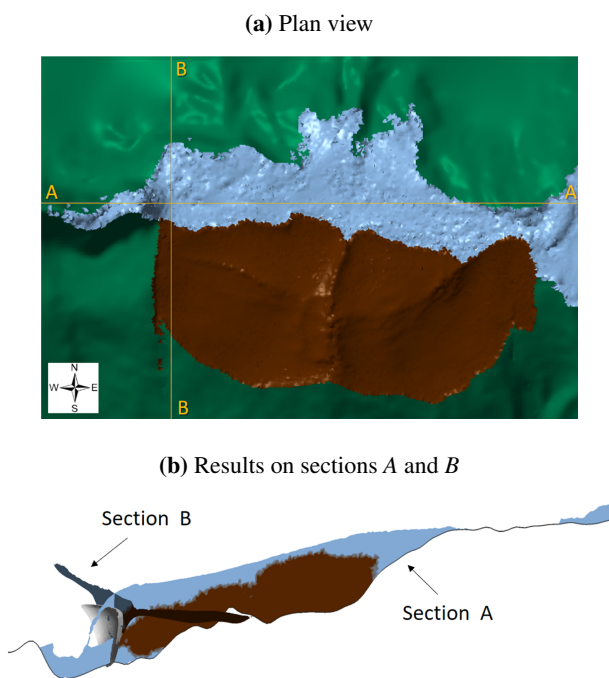 (a) Plan view
B
A
A
B
N
W E
S
(b) Results on sections A and B
Section B
Section A